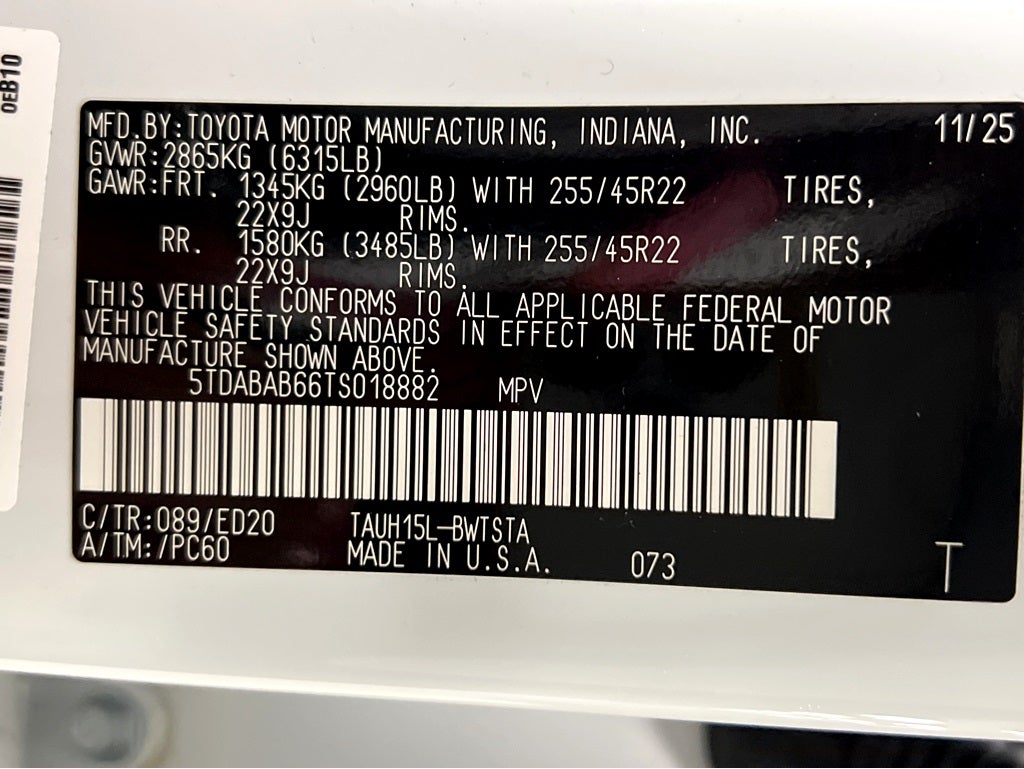 0EB10
MFD.BY:TOYOTA MOTOR MANUFACTURING, INDIANA, INC. 11/25
GVWR:2865KG (6315LB)
GAWR:FRT. 1345KG (2960LB) WITH 255/45R22 TIRES,
22X9J RIMS.
RR. 1580KG (3485LB) WITH 255/45R22 TIRES,
22X9J RIMS.
THIS VEHICLE CONFORMS TO ALL APPLICABLE FEDERAL MOTOR
VEHICLE SAFETY STANDARDS IN EFFECT ON THE DATE OF
MANUFACTURE SHOWN ABOVE.
5TDABAB66TS018882 MPV
C/TR:089/ED20 TAUH15L-BWTSTA
A/TM:/PC60 MADE IN U.S.A. 073 T